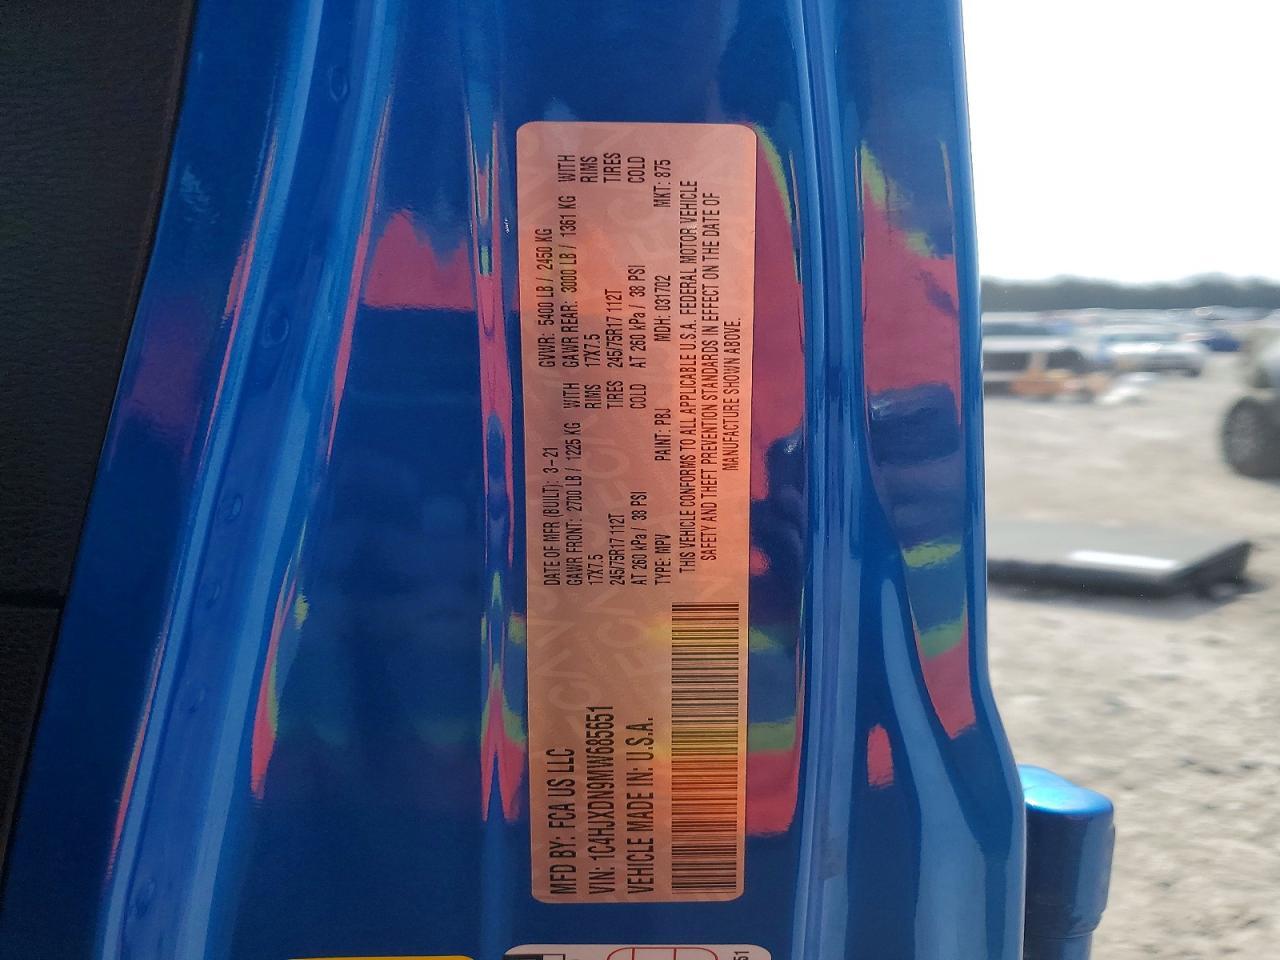 MFD BY: FCA US LLC
VIN: 1C4HJXDN9MW685651
VEHICLE MADE IN: U.S.A.
DATE OF MFR (BUILT): 3-21 GVWR: 5400 LB / 2450 KG
GAWR FRONT: 2700 LB / 1225 KG WITH GAWR REAR: 3000 LB / 1361 KG WITH
17X7.5 RIMS 17X7.5 RIMS
245/75R17 112T TIRES 245/75R17 112T TIRES
AT 260 kPa / 38 PSI COLD AT 260 kPa / 38 PSI COLD
TYPE: MPV PAINT: PBJ MDH: 031702 MKT: 875
THIS VEHICLE CONFORMS TO ALL APPLICABLE U.S.A. FEDERAL MOTOR VEHICLE
SAFETY AND THEFT PREVENTION STANDARDS IN EFFECT ON THE DATE OF
MANUFACTURE SHOWN ABOVE.
51